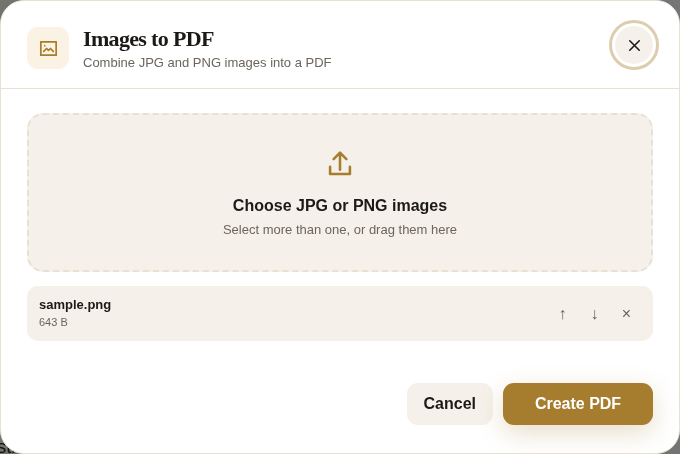 Images to PDF
Combine JPG and PNG images into a PDF
Choose JPG or PNG images
Select more than one, or drag them here
sample.png
643 B
↑ ↓ ×
Cancel
Create PDF